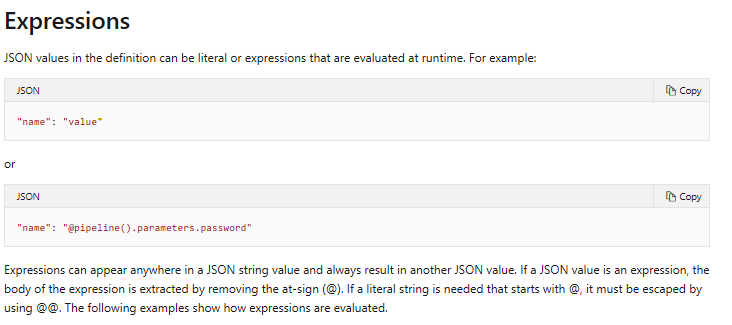 Expressions
JSON values in the definition can be literal or expressions that are evaluated at runtime. For example:
JSON
Copy
"name": "value"
or
JSON
Copy
"name": "@pipeline().parameters.password"
Expressions can appear anywhere in a JSON string value and always result in another JSON value. If a JSON value is an expression, the
body of the expression is extracted by removing the at-sign (@). If a literal string is needed that starts with @, it must be escaped by
using @@. The following examples show how expressions are evaluated.